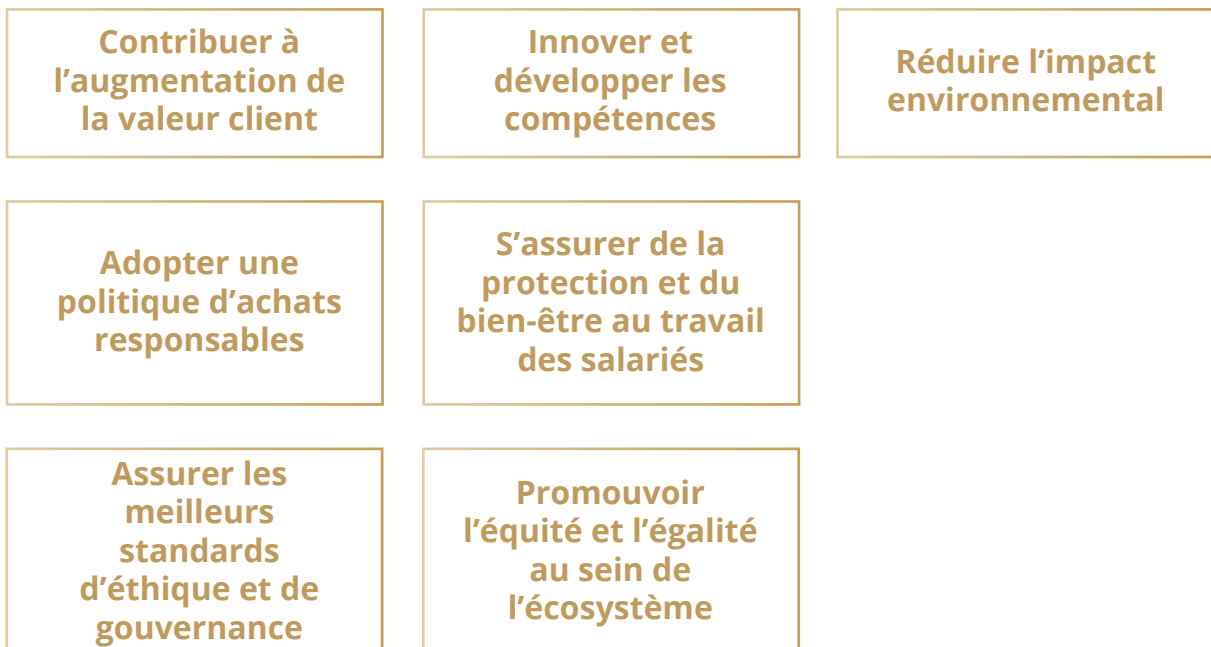 Contribuer à
l’augmentation de
la valeur client
Innover et
développer les
compétences
Réduire l’impact
environnemental
Adopter une
politique d’achats
responsables
S’assurer de la
protection et du
bien-être au travail
des salariés
Assurer les
meilleurs
standards
d’éthique et de
gouvernance
Promouvoir
l’équité et l’égalité
au sein de
l’écosystème